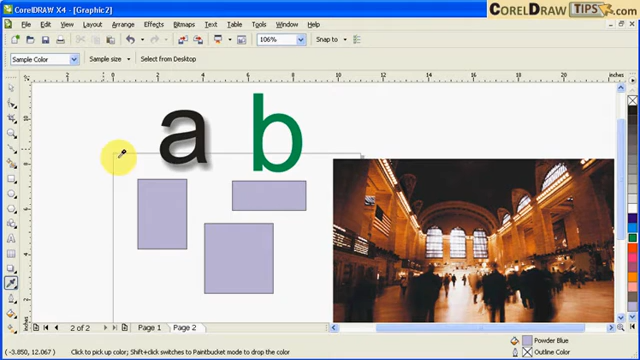 CorelDRAW X4 - [Graphic2]
CORELDRAW TIPS.com
File Edit View Layout Arrange Effects Bitmaps Text Table Tools Window Help
106% Snap to
Sample Color Sample size Select from Desktop
inches
a b
2 of 2 Page 1 Page 2
Powder Blue
(-3.850, 12.067) Click to pick up color; Shift+click switches to Paintbucket mode to drop the color Outline Color